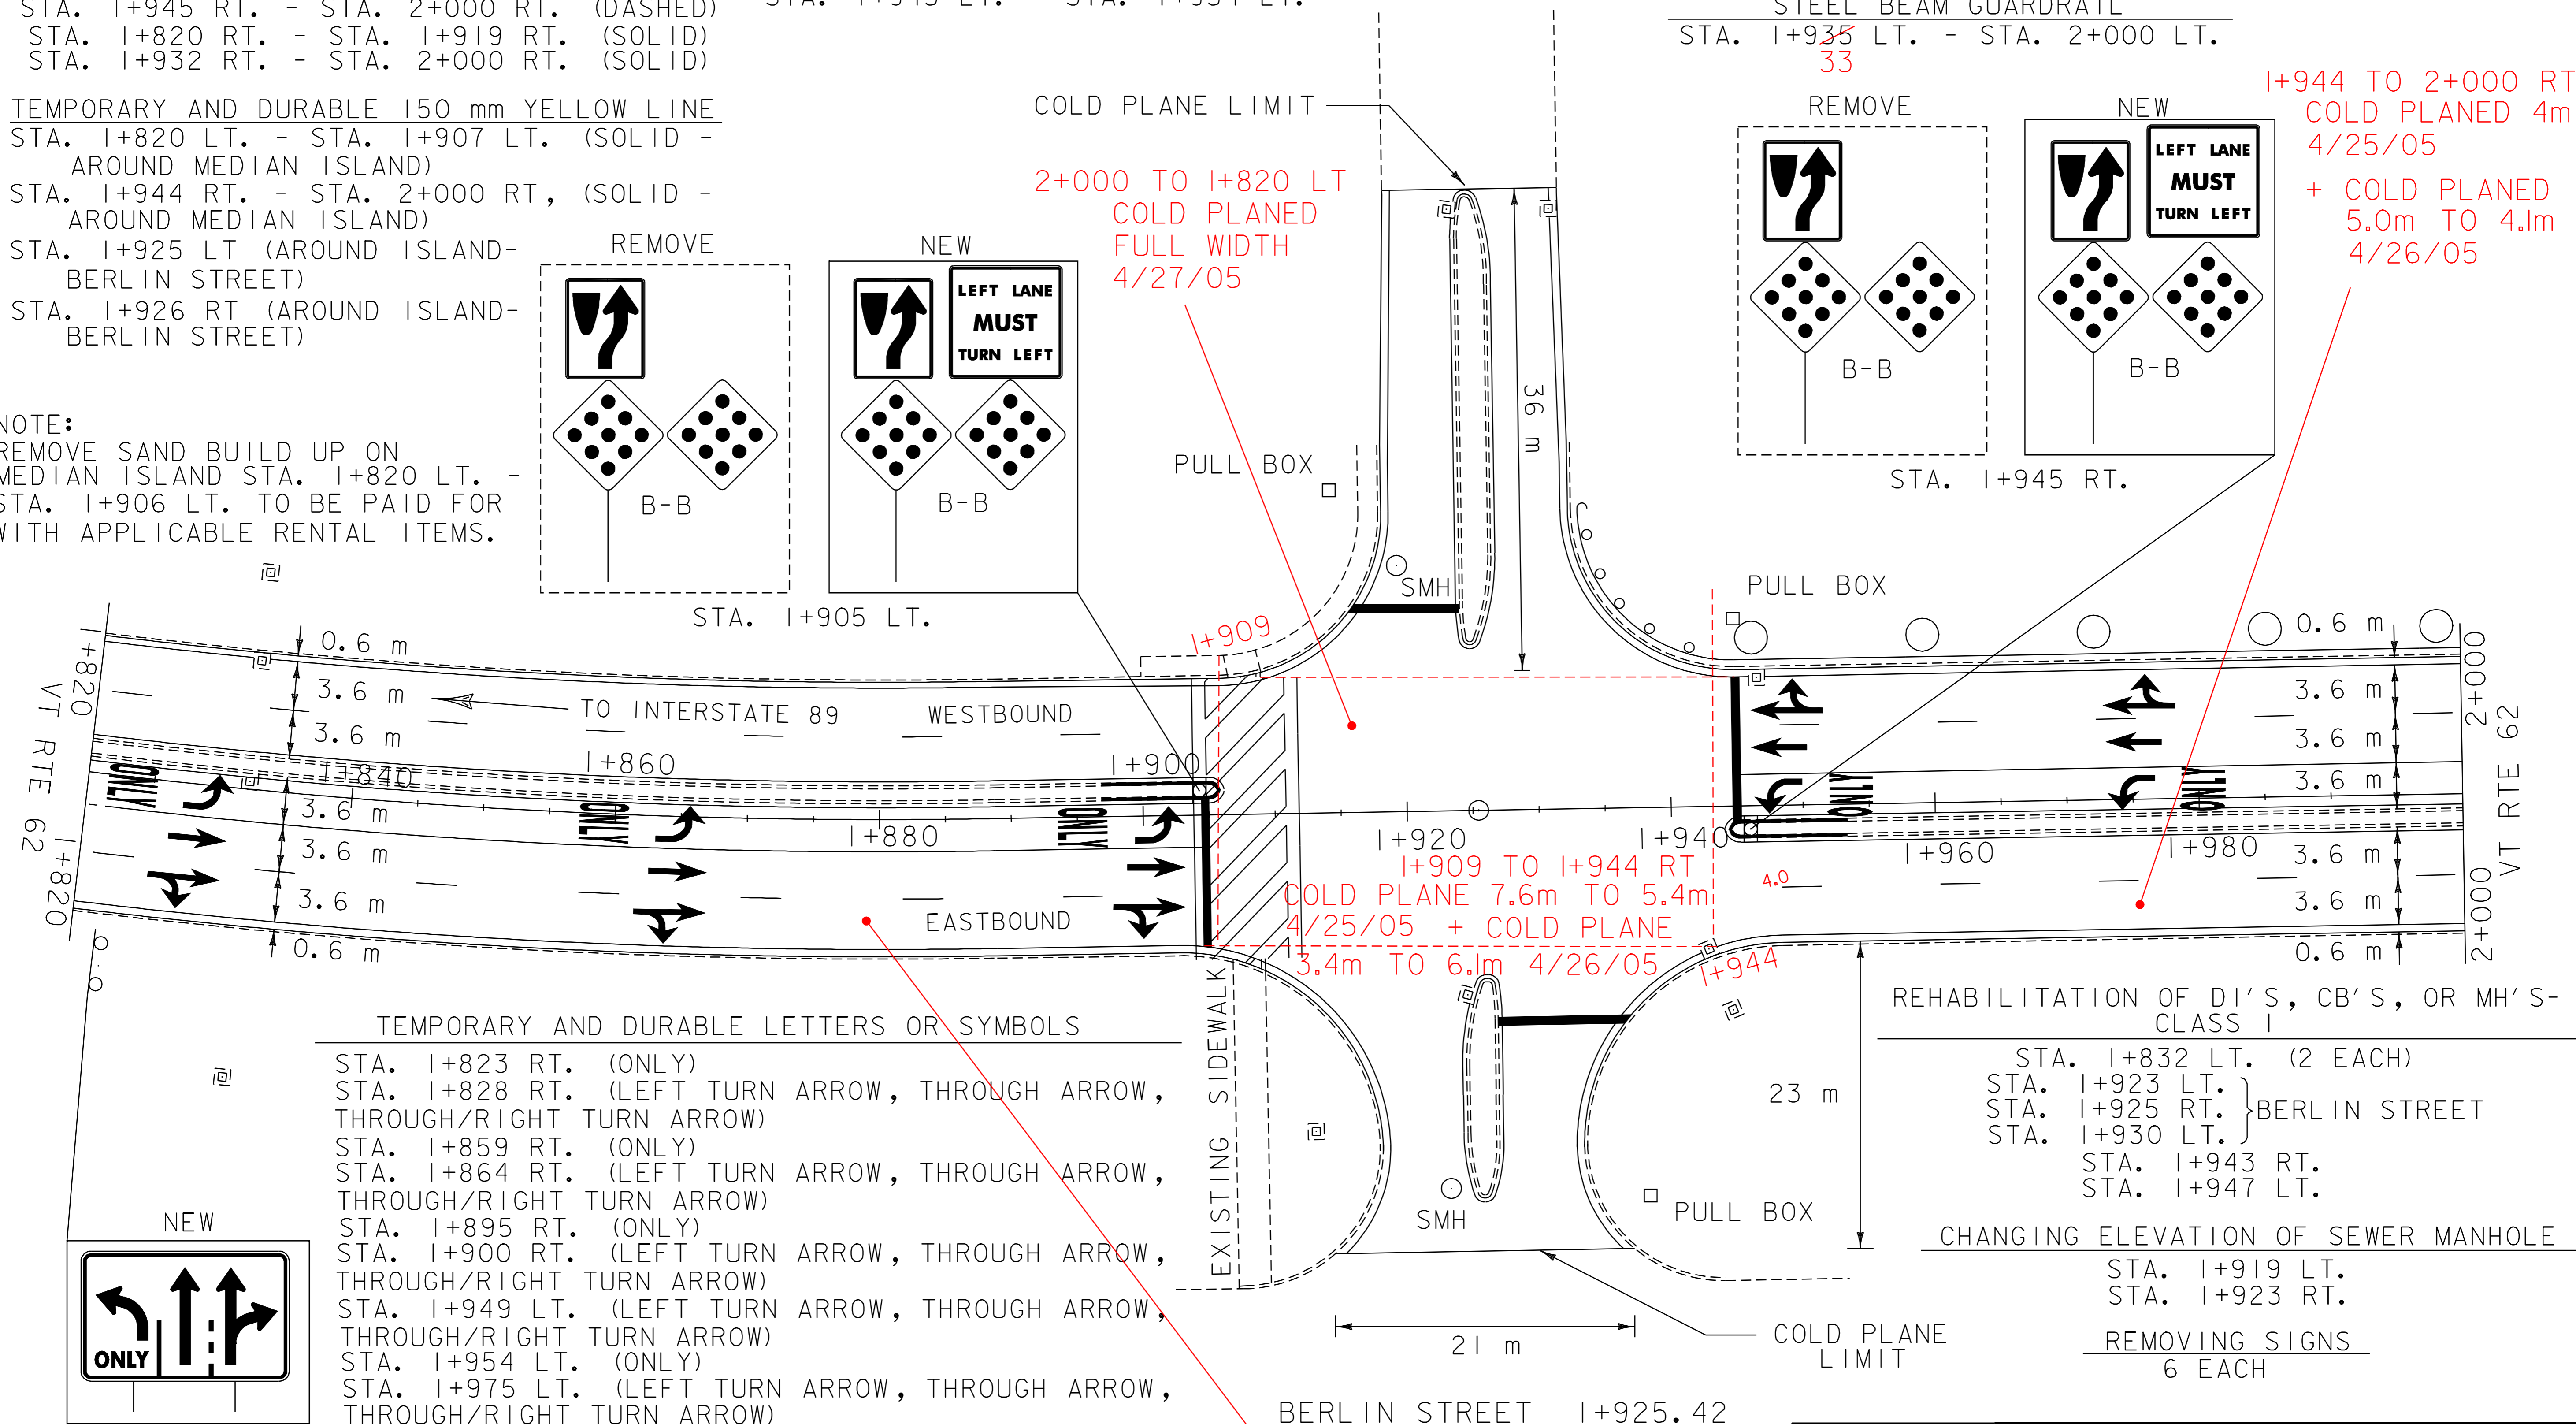 STA. 1+945 RT. - STA. 2+000 RT. (DASHED)
STA. 1+820 RT. - STA. 1+919 RT. (SOLID)
STA. 1+932 RT. - STA. 2+000 RT. (SOLID)
TEMPORARY AND DURABLE 150 mm YELLOW LINE
STA. 1+820 LT. - STA. 1+907 LT. (SOLID -
AROUND MEDIAN ISLAND)
STA. 1+944 RT. - STA. 2+000 RT, (SOLID -
AROUND MEDIAN ISLAND)
STA. 1+925 LT (AROUND ISLAND-
BERLIN STREET)
STA. 1+926 RT (AROUND ISLAND-
BERLIN STREET)
NOTE:
REMOVE SAND BUILD UP ON
MEDIAN ISLAND STA. 1+820 LT. -
STA. 1+906 LT. TO BE PAID FOR
WITH APPLICABLE RENTAL ITEMS.
REMOVE
B-B
NEW
LEFT LANE
MUST
TURN LEFT
B-B
STA. 1+905 LT.
COLD PLANE LIMIT
2+000 TO 1+820 LT
COLD PLANED
FULL WIDTH
4/27/05
PULL BOX
SMH
36 m
STEEL BEAM GUARDRAIL
STA. 1+935 LT. - STA. 2+000 LT.
33
REMOVE
B-B
NEW
LEFT LANE
MUST
TURN LEFT
B-B
STA. 1+945 RT.
1+944 TO 2+000 RT
COLD PLANED 4m
4/25/05
+ COLD PLANED
5.0m TO 4.1m
4/26/05
PULL BOX
1+820
VT RTE 62
1+820
0.6 m
3.6 m
3.6 m
3.6 m
3.6 m
3.6 m
0.6 m
TO INTERSTATE 89
WESTBOUND
1+909
1+840
1+860
1+880
1+900
1+920
1+940
1+960
1+980
ONLY
ONLY
ONLY
ONLY
ONLY
EASTBOUND
1+909 TO 1+944 RT
COLD PLANE 7.6m TO 5.4m
4/25/05 + COLD PLANE
3.4m TO 6.1m 4/26/05
4.0
1+944
0.6 m
3.6 m
3.6 m
3.6 m
3.6 m
3.6 m
0.6 m
2+000
VT RTE 62
2+000
EXISTING SIDEWALK
TEMPORARY AND DURABLE LETTERS OR SYMBOLS
STA. 1+823 RT. (ONLY)
STA. 1+828 RT. (LEFT TURN ARROW, THROUGH ARROW,
THROUGH/RIGHT TURN ARROW)
STA. 1+859 RT. (ONLY)
STA. 1+864 RT. (LEFT TURN ARROW, THROUGH ARROW,
THROUGH/RIGHT TURN ARROW)
STA. 1+895 RT. (ONLY)
STA. 1+900 RT. (LEFT TURN ARROW, THROUGH ARROW,
THROUGH/RIGHT TURN ARROW)
STA. 1+949 LT. (LEFT TURN ARROW, THROUGH ARROW,
THROUGH/RIGHT TURN ARROW)
STA. 1+954 LT. (ONLY)
STA. 1+975 LT. (LEFT TURN ARROW, THROUGH ARROW,
THROUGH/RIGHT TURN ARROW)
NEW
ONLY
SMH
PULL BOX
23 m
21 m
COLD PLANE
LIMIT
BERLIN STREET 1+925.42
REHABILITATION OF DI'S, CB'S, OR MH'S-
CLASS I
STA. 1+832 LT. (2 EACH)
STA. 1+923 LT.
STA. 1+925 RT. BERLIN STREET
STA. 1+930 LT.
STA. 1+943 RT.
STA. 1+947 LT.
CHANGING ELEVATION OF SEWER MANHOLE
STA. 1+919 LT.
STA. 1+923 RT.
REMOVING SIGNS
6 EACH